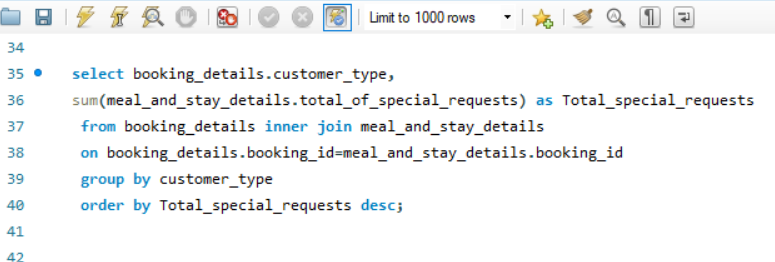 Limit to 1000 rows
34
35 select booking_details.customer_type,
36 sum(meal_and_stay_details.total_of_special_requests) as Total_special_requests
37 from booking_details inner join meal_and_stay_details
38 on booking_details.booking_id=meal_and_stay_details.booking_id
39 group by customer_type
40 order by Total_special_requests desc;
41
42